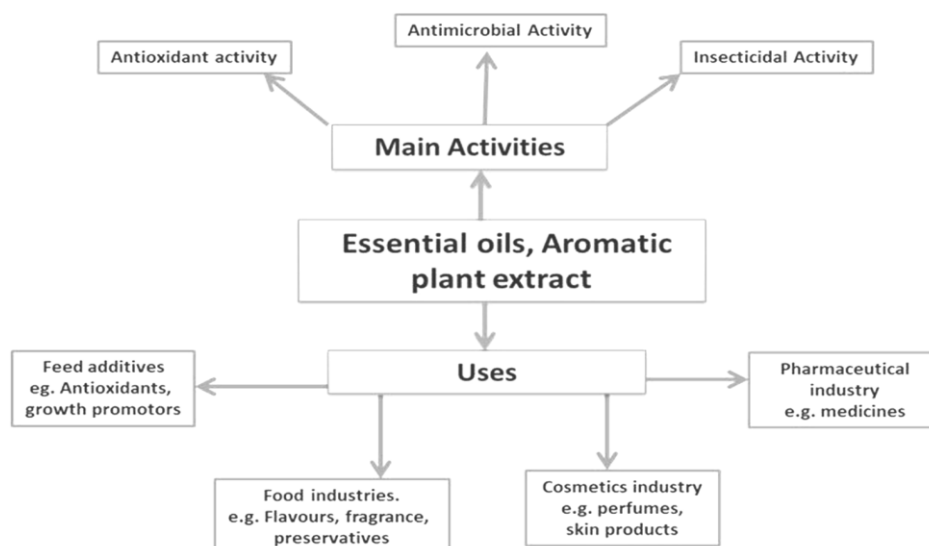 Antimicrobial Activity
Antioxidant activity
Insecticidal Activity
Main Activities
Essential oils, Aromatic
plant extract
Uses
Feed additives
eg. Antioxidants,
growth promotors
Pharmaceutical
industry
e.g. medicines
Food industries.
e.g. Flavours, fragrance,
preservatives
Cosmetics industry
e.g. perfumes,
skin products